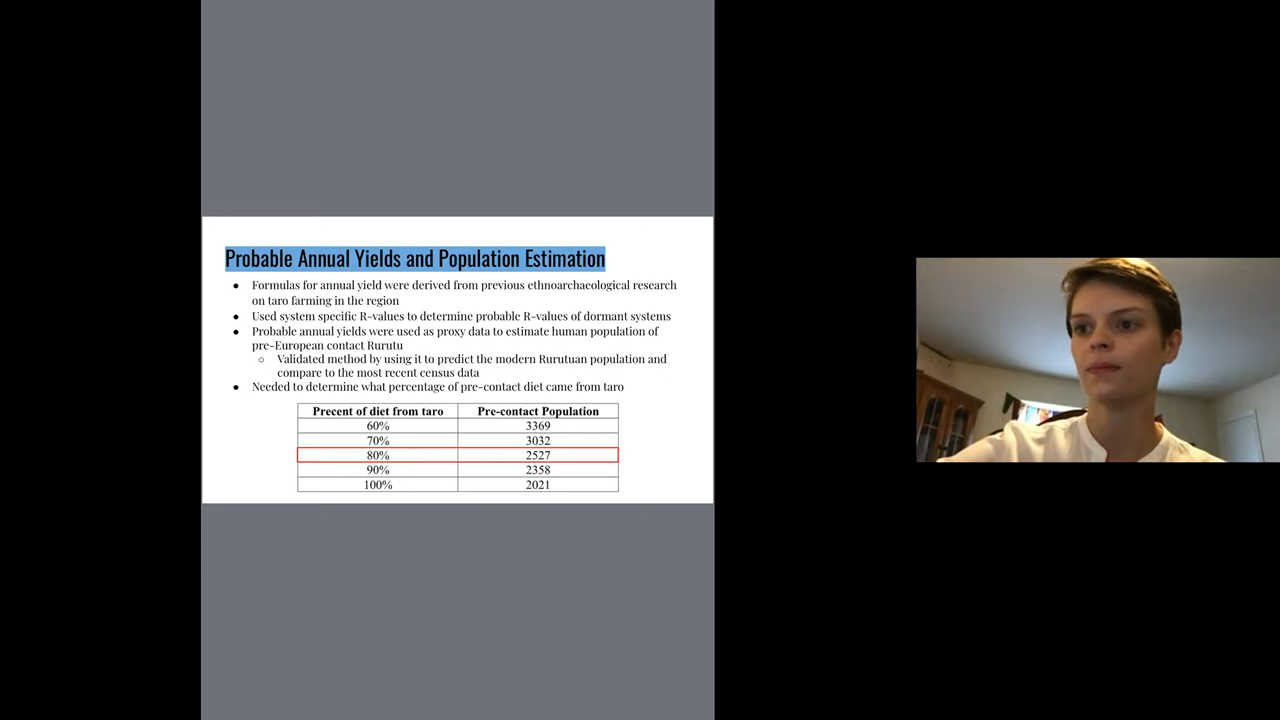 Probable Annual Yields and Population Estimation
● Formulas for annual yield were derived from previous ethnoarchaeological research
on taro farming in the region
● Used system specific R-values to determine probable R-values of dormant systems
● Probable annual yields were used as proxy data to estimate human population of
pre-European contact Rurutu
○ Validated method by using it to predict the modern Rurutuan population and
compare to the most recent census data
● Needed to determine what percentage of pre-contact diet came from taro
Precent of diet from taro Pre-contact Population
60% 3369
70% 3032
80% 2527
90% 2358
100% 2021